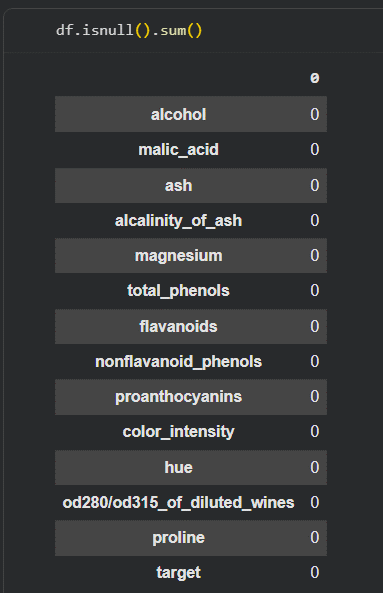 df.isnull().sum()
0
alcohol 0
malic_acid 0
ash 0
alcalinity_of_ash 0
magnesium 0
total_phenols 0
flavanoids 0
nonflavanoid_phenols 0
proanthocyanins 0
color_intensity 0
hue 0
od280/od315_of_diluted_wines 0
proline 0
target 0